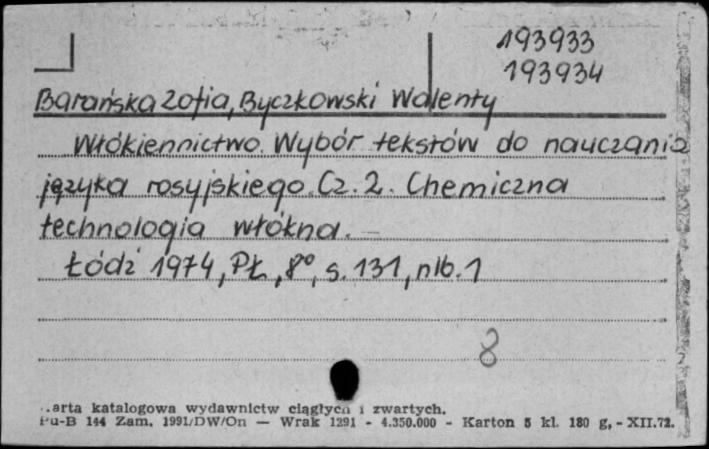 193933
193934
Barańska Zofia, Byczkowski Walenty
Włókiennictwo. Wybór tekstów do nauczania
języka rosyjskiego. Cz. 2. Chemiczna
technologia włókna. –
Łódź 1974, PŁ, 8°, s. 131, nlb. 1
8
arta katalogowa wydawnictw ciągłych i zwartych.
Pu-B 144 Zam. 1991/DW/On — Wrak 1291 - 4.350.000 - Karton 5 kl. 180 g, - XII.72.